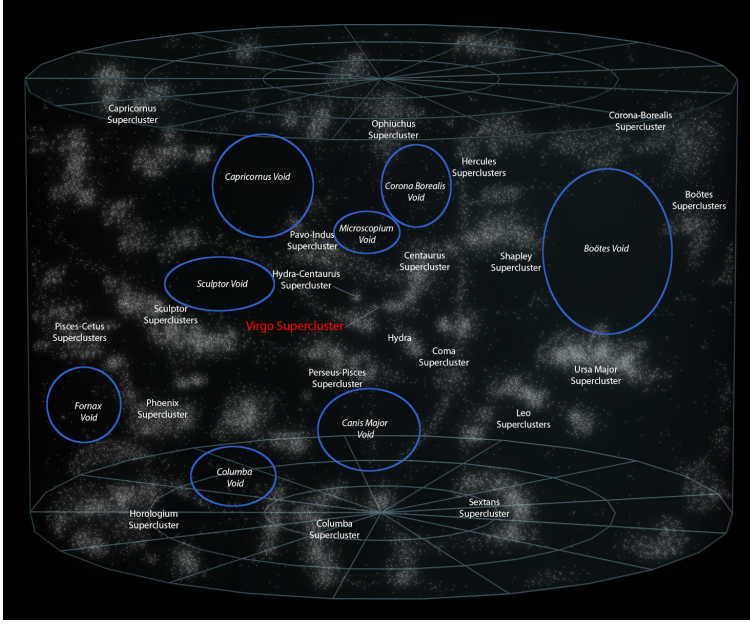 Capricornus
Supercluster
Ophiuchus
Supercluster
Corona-Borealis
Supercluster
Capricornus Void
Corona Borealis
Void
Hercules
Superclusters
Boötes
Superclusters
Pavo-Indus
Supercluster
Microscopium
Void
Centaurus
Supercluster
Shapley
Supercluster
Boötes Void
Sculptor Void
Hydra-Centaurus
Supercluster
Sculptor
Superclusters
Pisces-Cetus
Superclusters
Virgo Supercluster
Hydra
Coma
Supercluster
Perseus-Pisces
Supercluster
Ursa Major
Supercluster
Fornax
Void
Phoenix
Supercluster
Canis Major
Void
Leo
Superclusters
Columba
Void
Horologium
Supercluster
Columba
Supercluster
Sextans
Supercluster